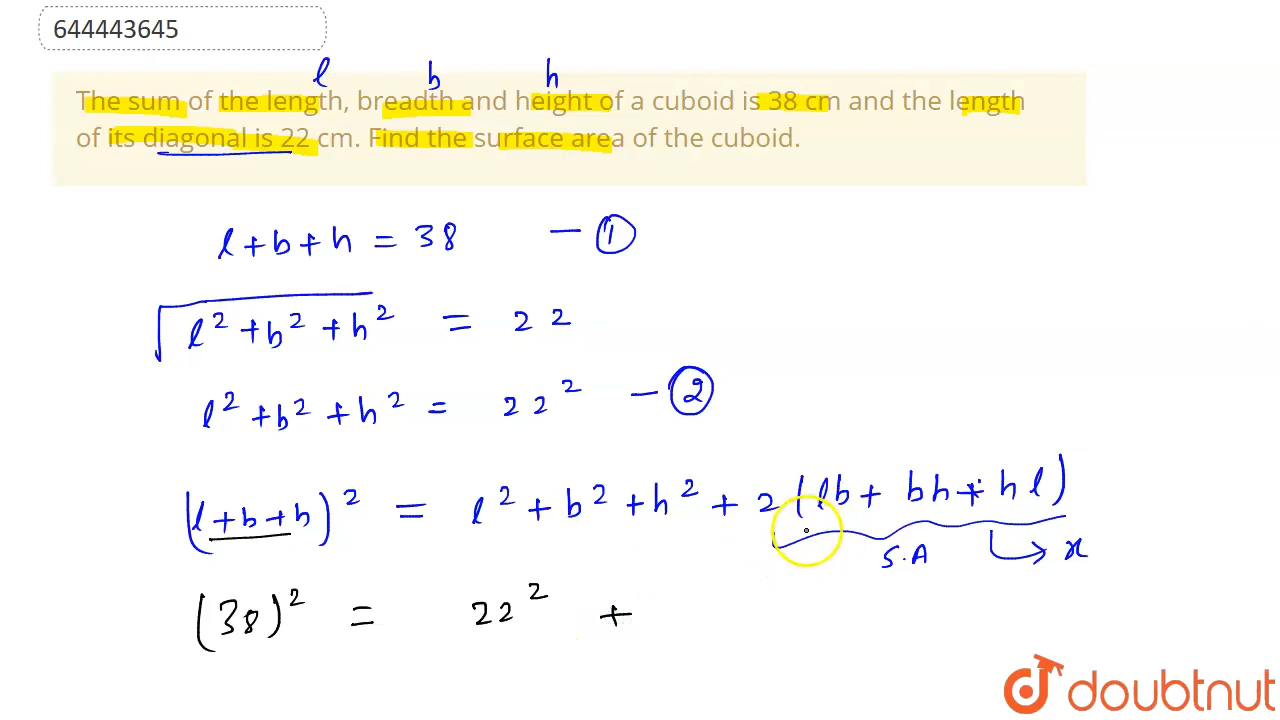 644443645
l b h
The sum of the length, breadth and height of a cuboid is 38 cm and the length
of its diagonal is 22 cm. Find the surface area of the cuboid.
l + b + h = 38 — ①
√l² + b² + h² = 22
l² + b² + h² = 22² — ②
(l + b + h)² = l² + b² + h² + 2(lb + bh + hl)
S.A → x
(38)² = 22² +
doubtnut